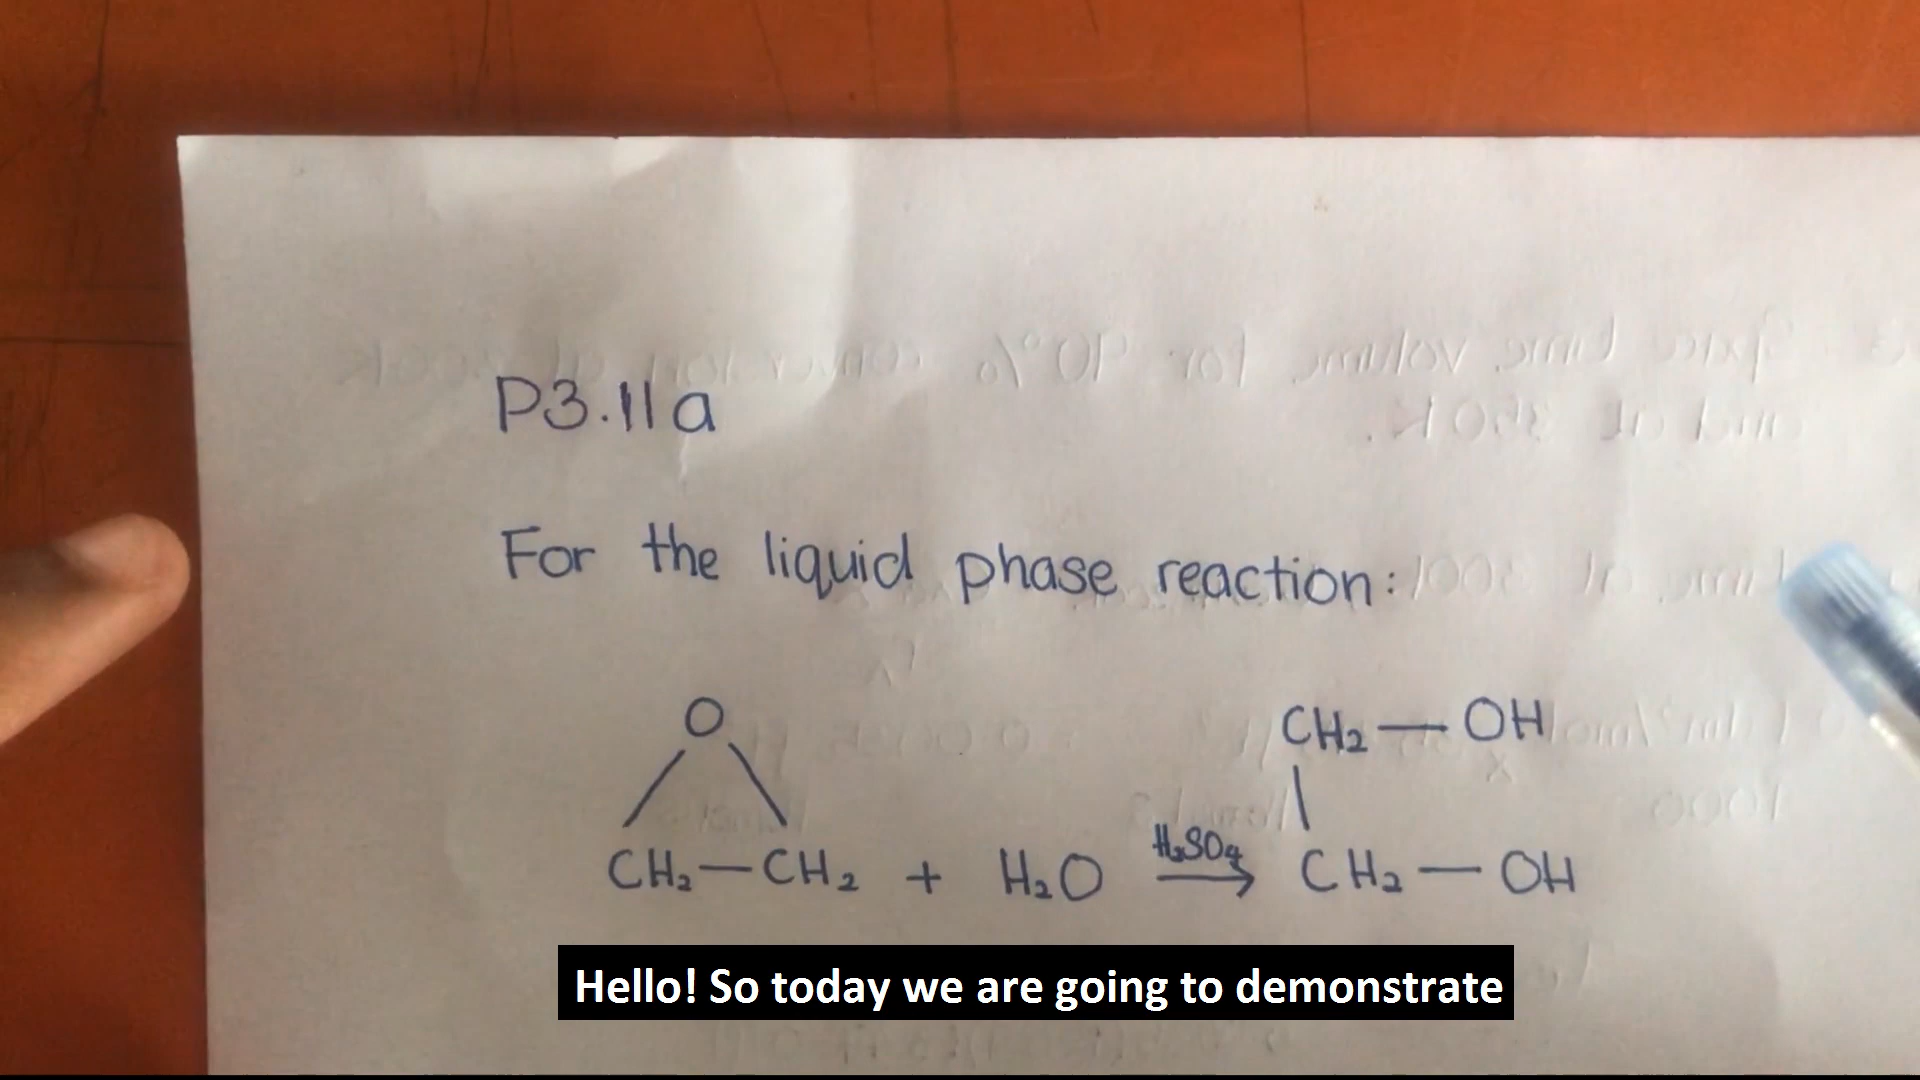 P3.11a
For the liquid phase reaction:
O
CH₂—OH
H₂SO₄
CH₂—CH₂ + H₂O → CH₂—OH
Hello! So today we are going to demonstrate